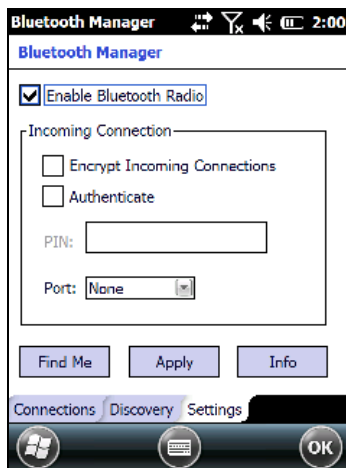 Bluetooth Manager 2:00
Bluetooth Manager
Enable Bluetooth Radio
Incoming Connection
Encrypt Incoming Connections
Authenticate
PIN:
Port: None
Find Me Apply Info
Connections Discovery Settings
OK